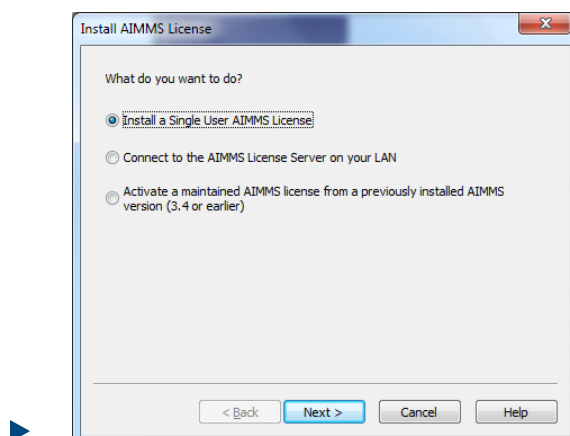 Install AIMMS License
What do you want to do?
Install a Single User AIMMS License
Connect to the AIMMS License Server on your LAN
Activate a maintained AIMMS license from a previously installed AIMMS
version (3.4 or earlier)
< Back Next > Cancel Help